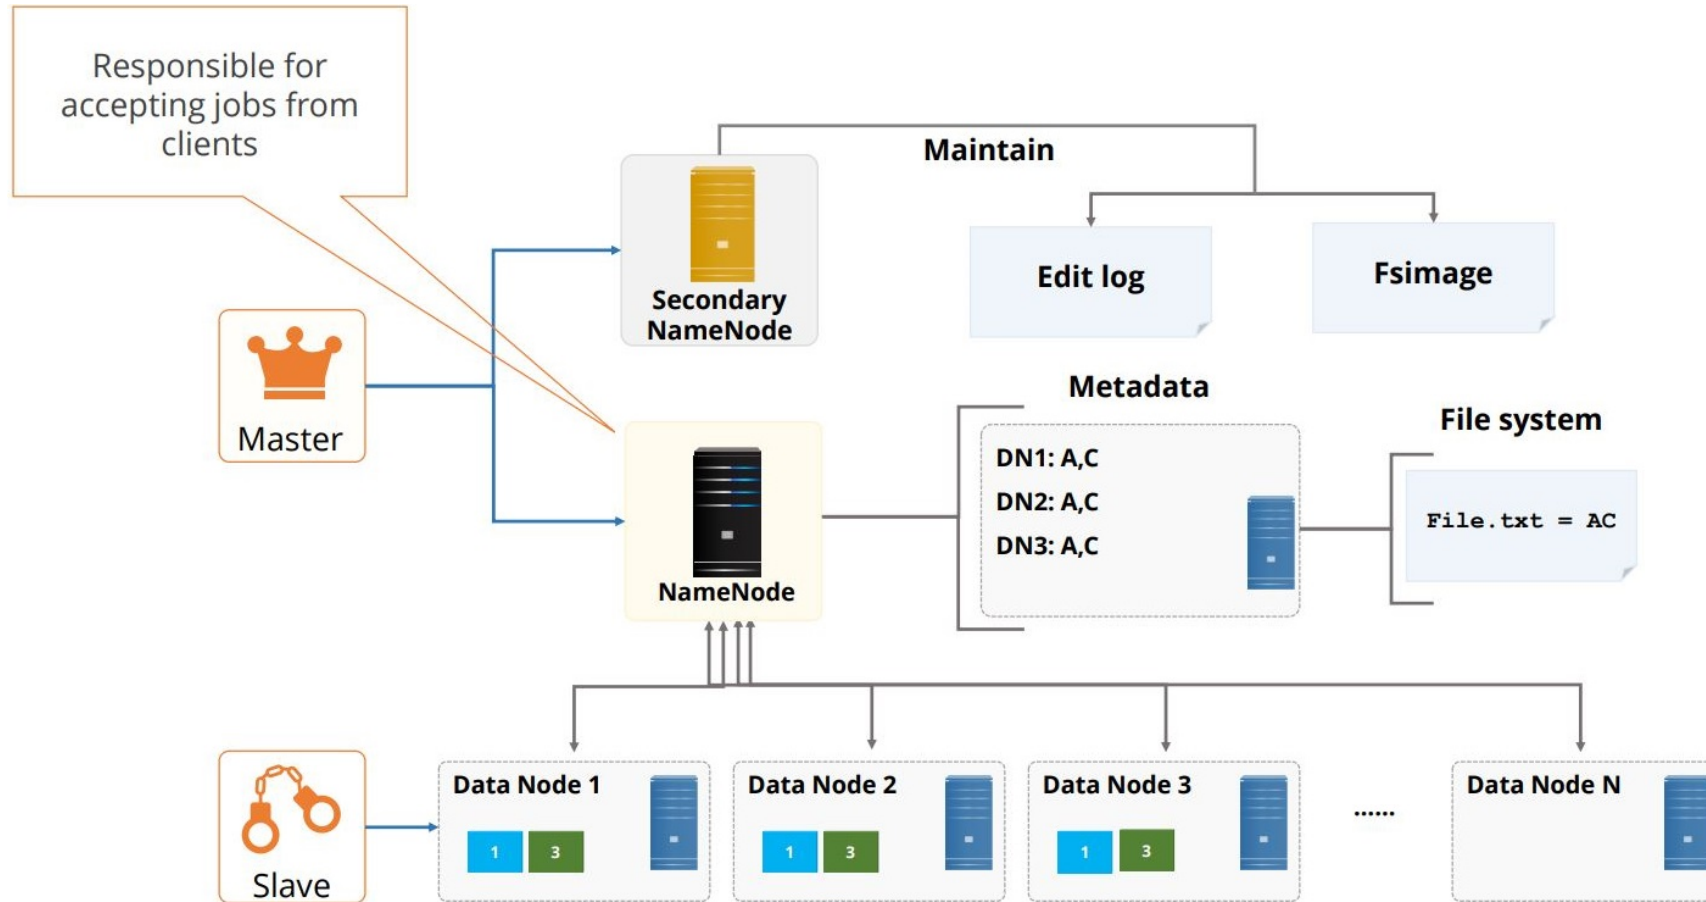 Responsible for
accepting jobs from
clients
Maintain
Secondary
NameNode
Edit log
Fsimage
Master
NameNode
Metadata
DN1: A,C
DN2: A,C
DN3: A,C
File system
File.txt = AC
Slave
Data Node 1
1 3
Data Node 2
1 3
Data Node 3
1 3
......
Data Node N